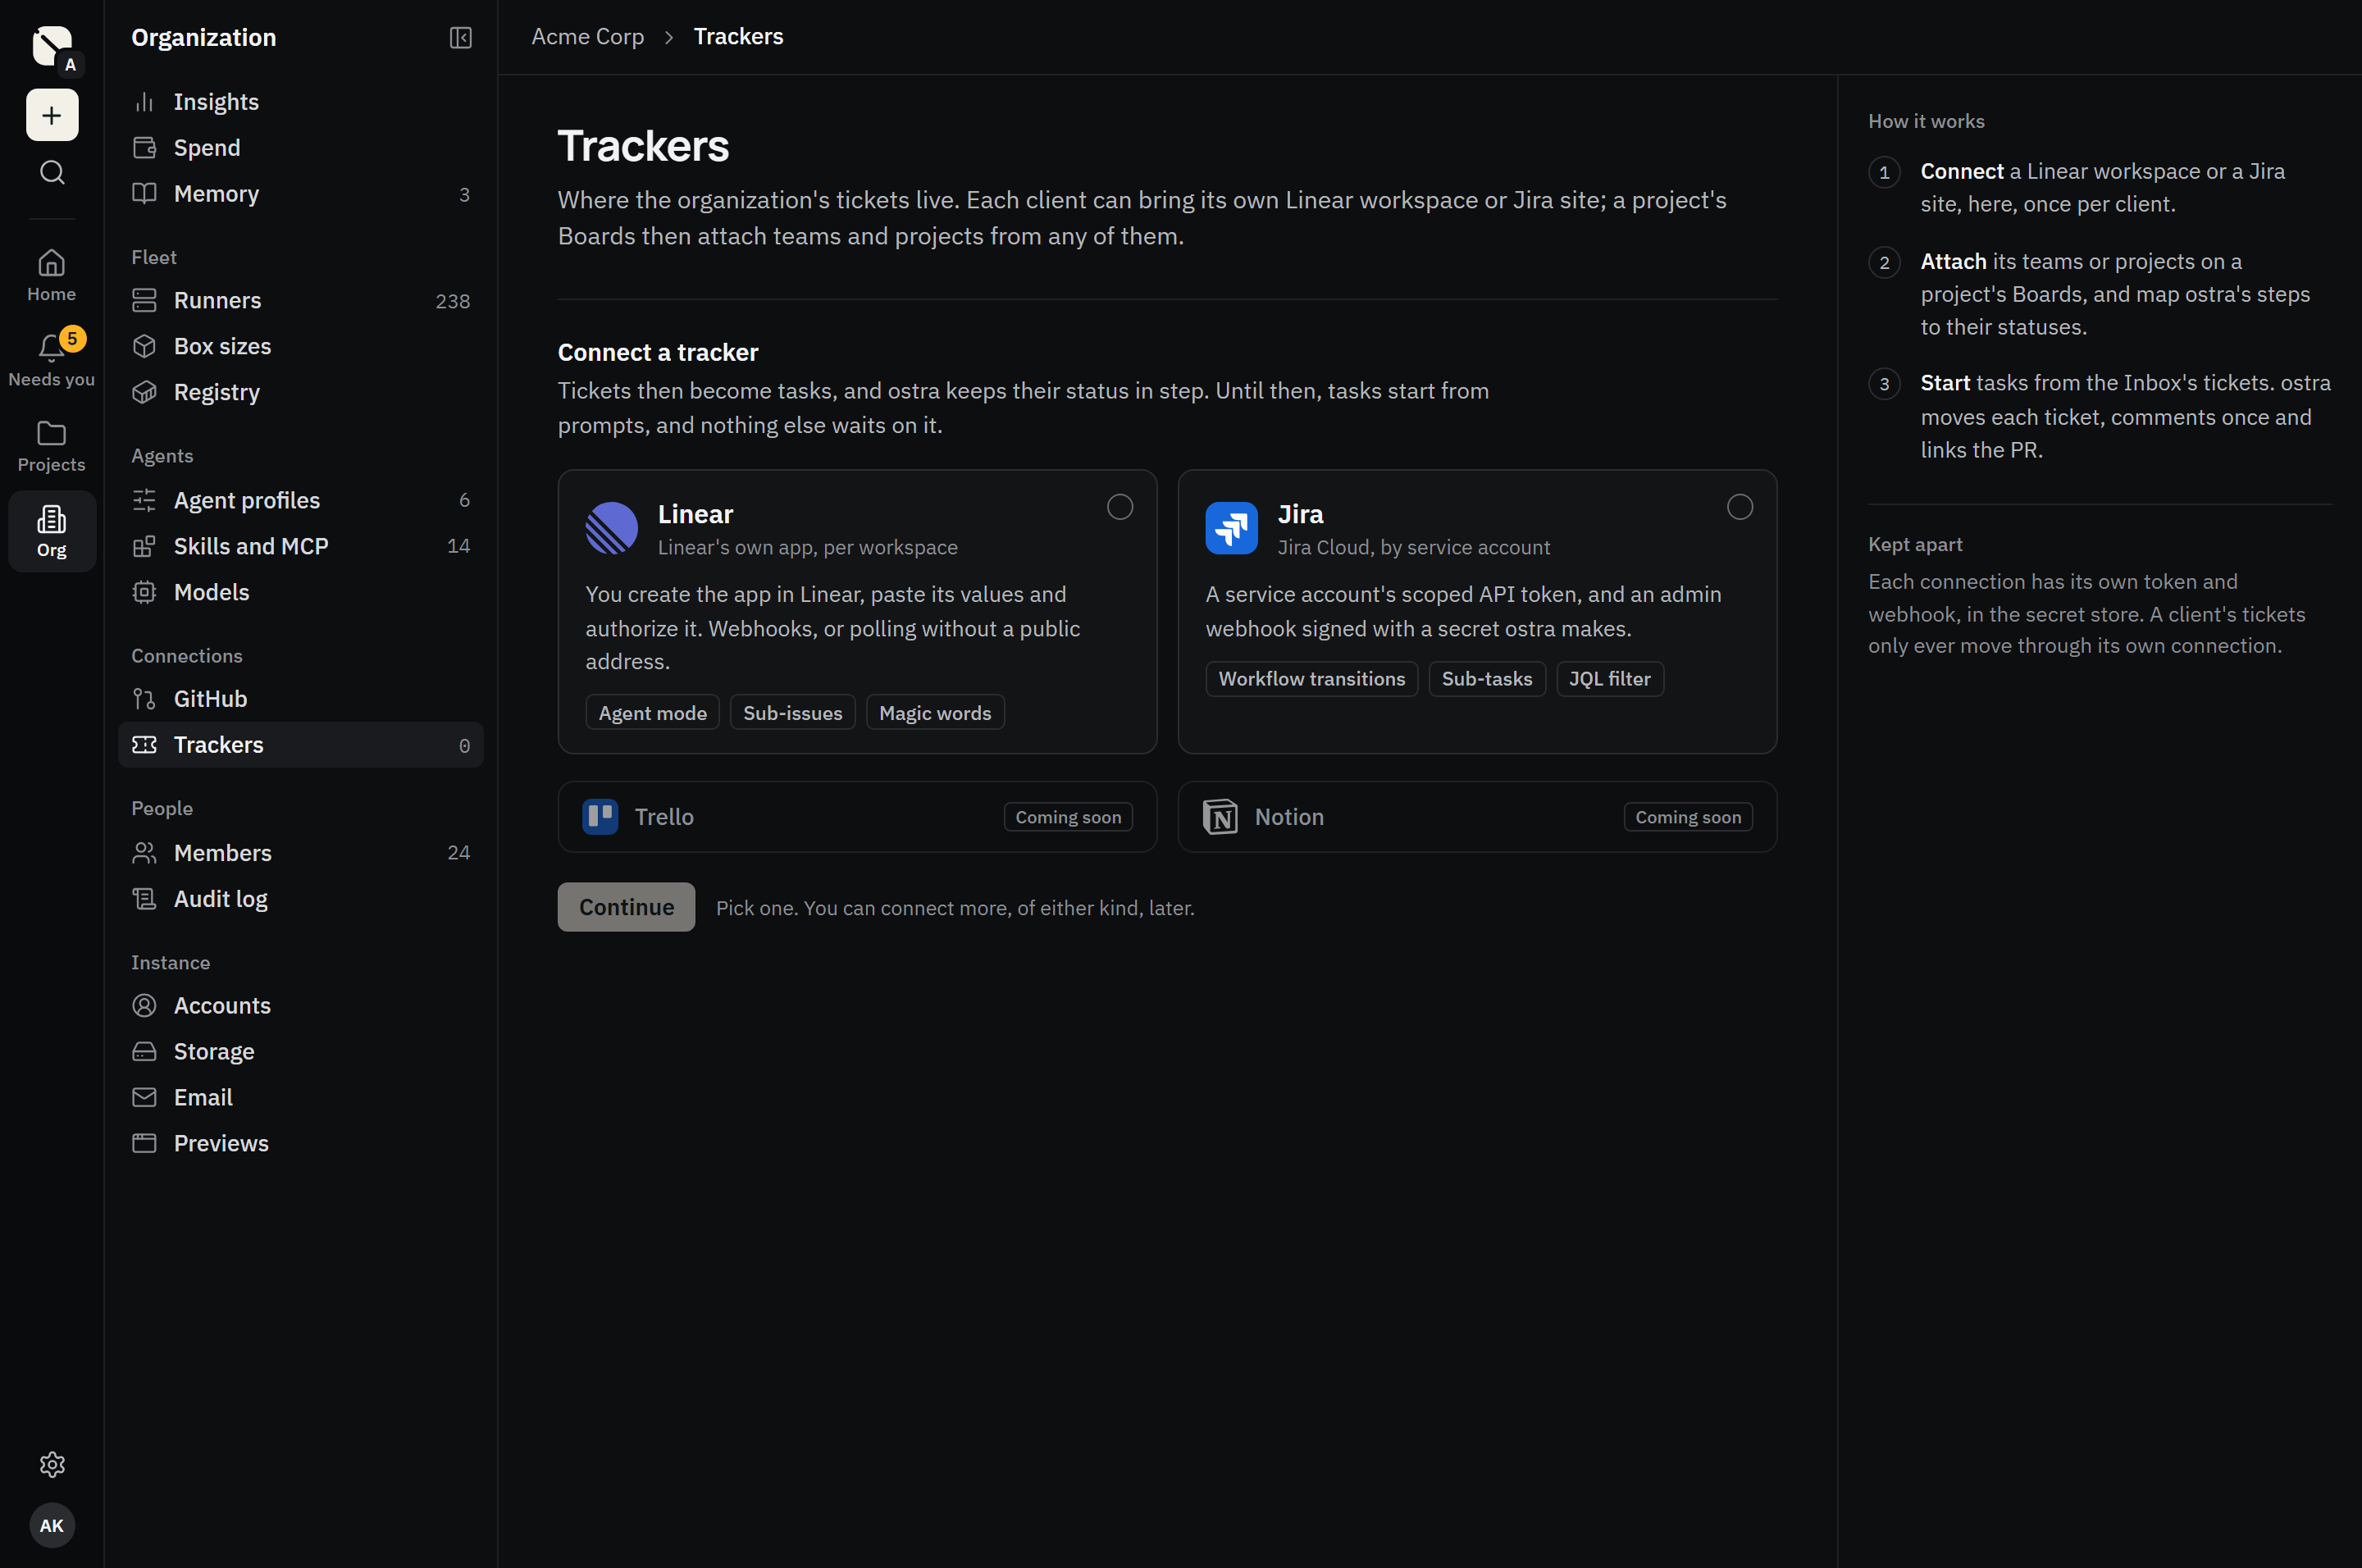 A
Home
5
Needs you
Projects
Org
AK
Organization
Insights
Spend
Memory 3
Fleet
Runners 238
Box sizes
Registry
Agents
Agent profiles 6
Skills and MCP 14
Models
Connections
GitHub
Trackers 0
People
Members 24
Audit log
Instance
Accounts
Storage
Email
Previews
Acme Corp > Trackers
Trackers
Where the organization's tickets live. Each client can bring its own Linear workspace or Jira site; a project's
Boards then attach teams and projects from any of them.
Connect a tracker
Tickets then become tasks, and ostra keeps their status in step. Until then, tasks start from
prompts, and nothing else waits on it.
Linear
Linear's own app, per workspace
You create the app in Linear, paste its values and
authorize it. Webhooks, or polling without a public
address.
Agent mode Sub-issues Magic words
Jira
Jira Cloud, by service account
A service account's scoped API token, and an admin
webhook signed with a secret ostra makes.
Workflow transitions Sub-tasks JQL filter
Trello Coming soon
N Notion Coming soon
Continue Pick one. You can connect more, of either kind, later.
How it works
1 Connect a Linear workspace or a Jira
site, here, once per client.
2 Attach its teams or projects on a
project's Boards, and map ostra's steps
to their statuses.
3 Start tasks from the Inbox's tickets. ostra
moves each ticket, comments once and
links the PR.
Kept apart
Each connection has its own token and
webhook, in the secret store. A client's tickets
only ever move through its own connection.